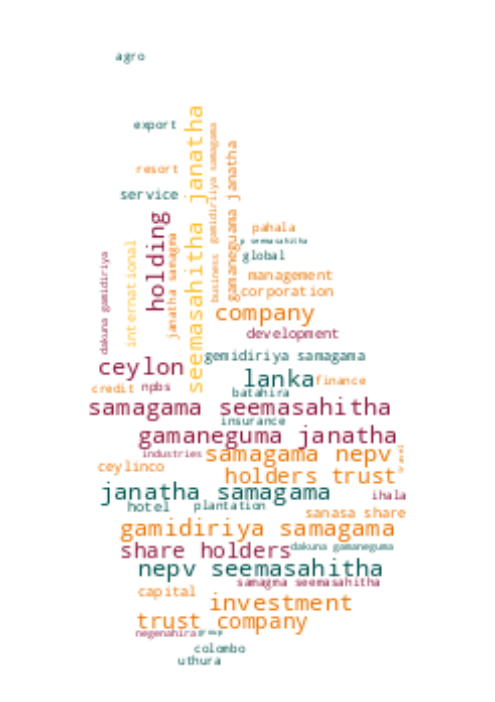 agro
export
seemasahitha janatha
business gamidiriya samagama
gamaneguama janatha
resort
service
holding
janatha samagma
international
dakuna gamidiriya
pahala
p seemasahitha
global
management
corporation
company
development
gemidiriya samagama
ceylon
lanka
finance
credit
npbs
batahira
samagama seemasahitha
insurance
gamaneguma janatha
industries
samagama nepv
ceylinco
holders trust
janatha samagama
ihala
hotel
plantation
sanasa share
gamidiriya samagama
share holders
dakuna gamaneguma
nepv seemasahitha
samagma seemasahitha
capital
investment
trust company
negenahira
group
colombo
uthura